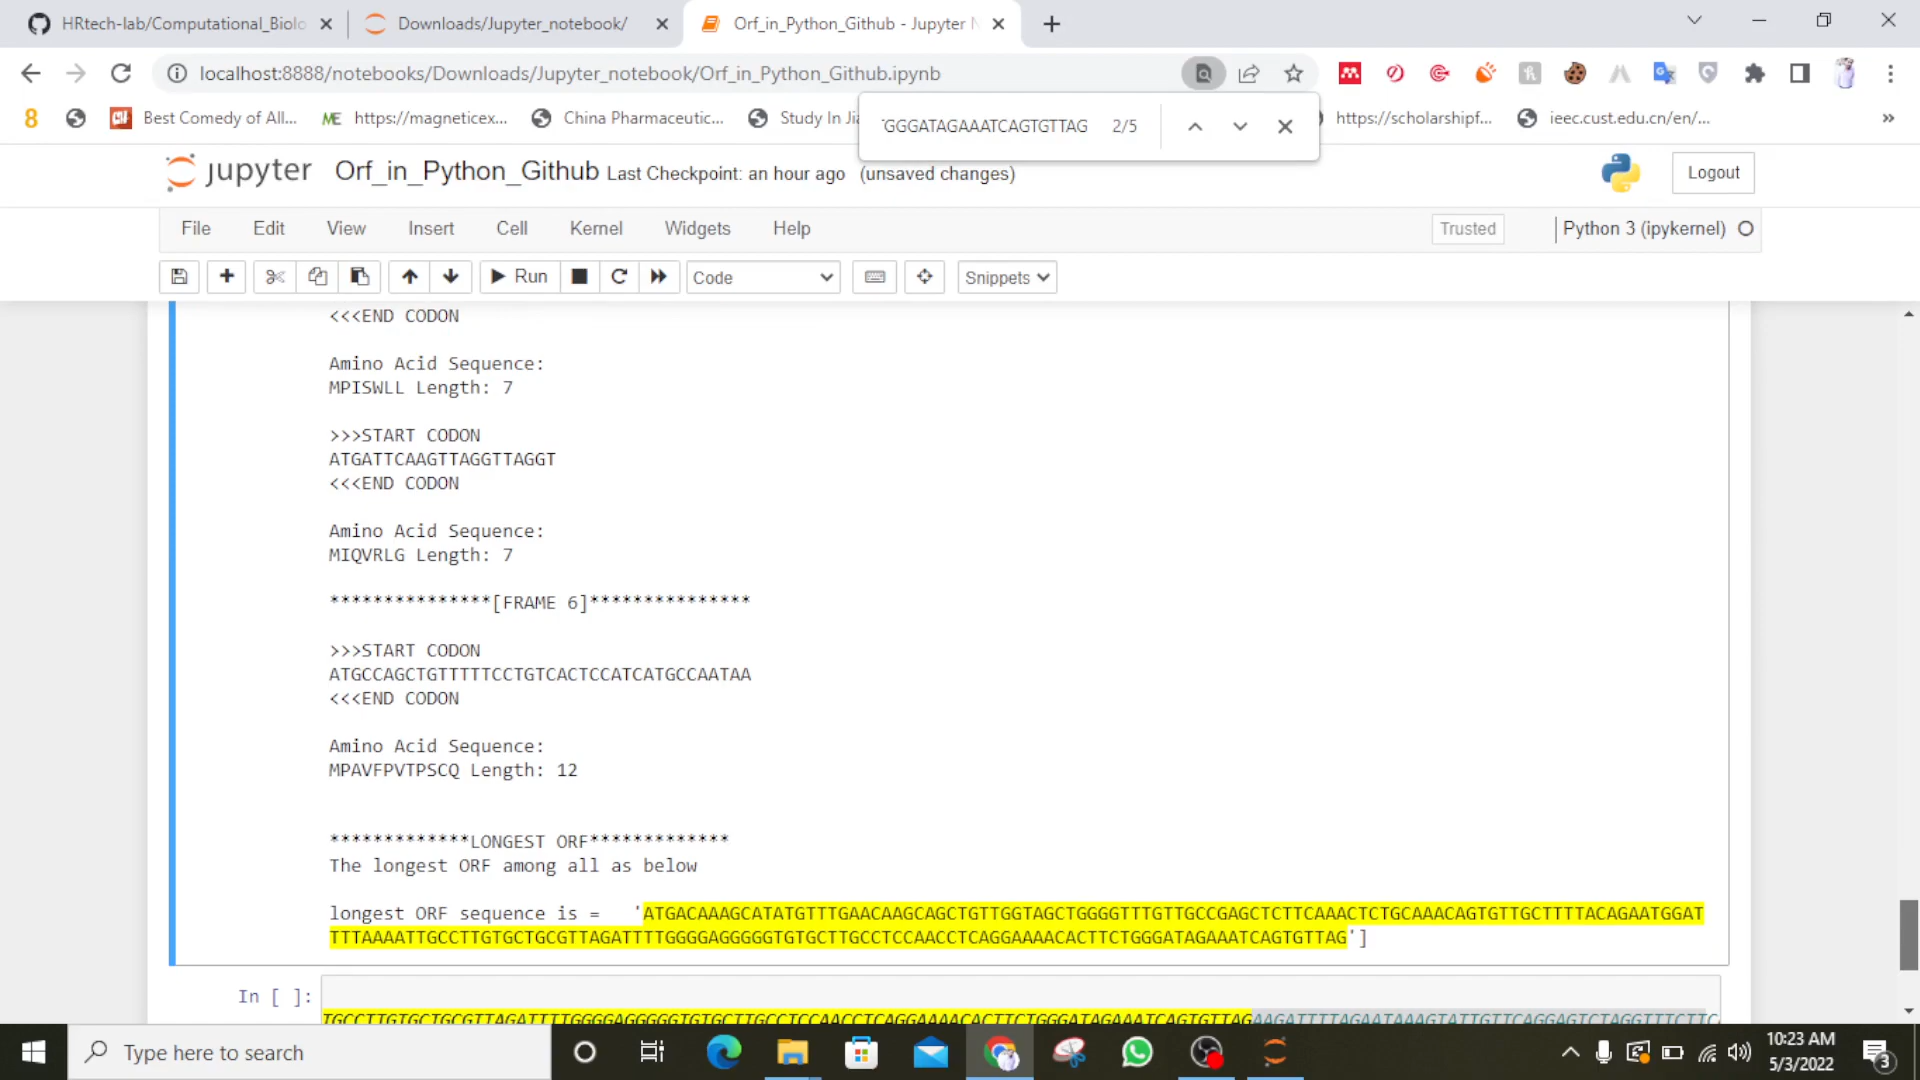 HRtech-lab/Computational_Biolo
Downloads/Jupyter_notebook/
Orf_in_Python_Github - Jupyter N
localhost:8888/notebooks/Downloads/Jupyter_notebook/Orf_in_Python_Github.ipynb
8
Best Comedy of All...
ME
https://magneticex...
China Pharmaceutic...
Study In Ji
https://scholarshipf...
ieec.cust.edu.cn/en/...
»
GGGATAGAAATCAGTGTTAG 2/5
jupyter Orf_in_Python_Github Last Checkpoint: an hour ago (unsaved changes)
Logout
File Edit View Insert Cell Kernel Widgets Help
Trusted
Python 3 (ipykernel)
Run
Code
Snippets
<<<END CODON
Amino Acid Sequence:
MPISWLL Length: 7
>>>START CODON
ATGATTCAAGTTAGGTTAGGT
<<<END CODON
Amino Acid Sequence:
MIQVRLG Length: 7
***************[FRAME 6]***************
>>>START CODON
ATGCCAGCTGTTTTTCCTGTCACTCCATCATGCCAATAA
<<<END CODON
Amino Acid Sequence:
MPAVFPVTPSCQ Length: 12
*************LONGEST ORF*************
The longest ORF among all as below
longest ORF sequence is = 'ATGACAAAGCATATGTTTGAACAAGCAGCTGTTGGTAGCTGGGGTTTGTTGCCGAGCTCTTCAAACTCTGCAAACAGTGTTGCTTTTACAGAATGGAT
TTTAAAATTGCCTTGTGCTGCGTTAGATTTTGGGGAGGGGGTGTGCTTGCCTCCAACCTCAGGAAAACACTTCTGGGATAGAAATCAGTGTTAG']
In [ ]:
TGCCTTGTGCTGCGTTAGATTTTGGGGAGGGGGTGTGCTTGCCTCCAACCTCAGGAAAACACTTCTGGGATAGAAATCAGTGTTAGAAGATTTTAGAATAAAGTATTGTTCAGGAGTCTAGGTTTCTTC
Type here to search
10:23 AM
5/3/2022
3